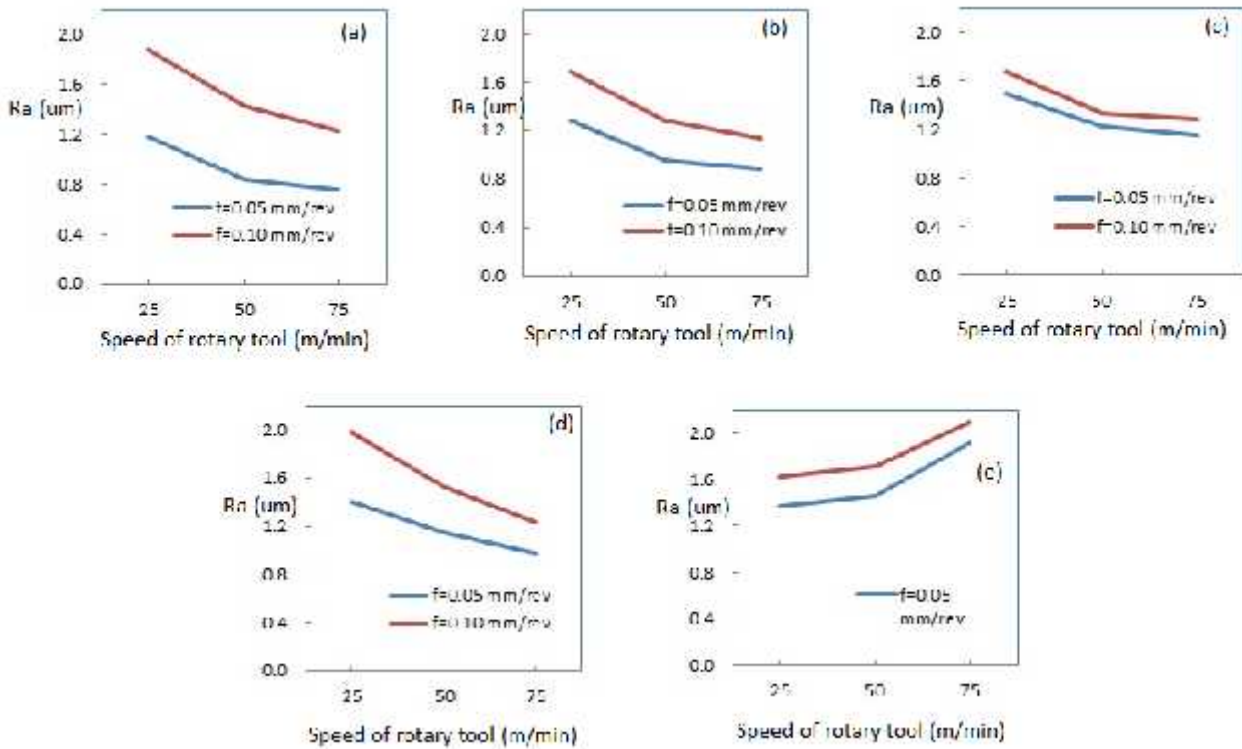 (a)
2.0
1.6
Ra (um)
1.2
0.8
0.4
0.0
f=0.05 mm/rev
f=0.10 mm/rev
25 50 75
Speed of rotary tool (m/min)
(b)
2.0
1.6
Ra (um)
1.2
0.8
0.4
0.0
f=0.05 mm/rev
f=0.10 mm/rev
25 50 75
Speed of rotary tool (m/min)
(c)
2.0
1.6
Ra (um)
1.2
0.8
0.4
0.0
f=0.05 mm/rev
f=0.10 mm/rev
25 50 75
Speed of rotary tool (m/min)
(d)
2.0
1.6
Ra (um)
1.2
0.8
0.4
0.0
f=0.05 mm/rev
f=0.10 mm/rev
25 50 75
Speed of rotary tool (m/min)
2.0
(e)
1.6
Ra (um)
1.2
0.8
0.4
0.0
f=0.05
mm/rev
25 50 75
Speed of rotary tool (m/min)